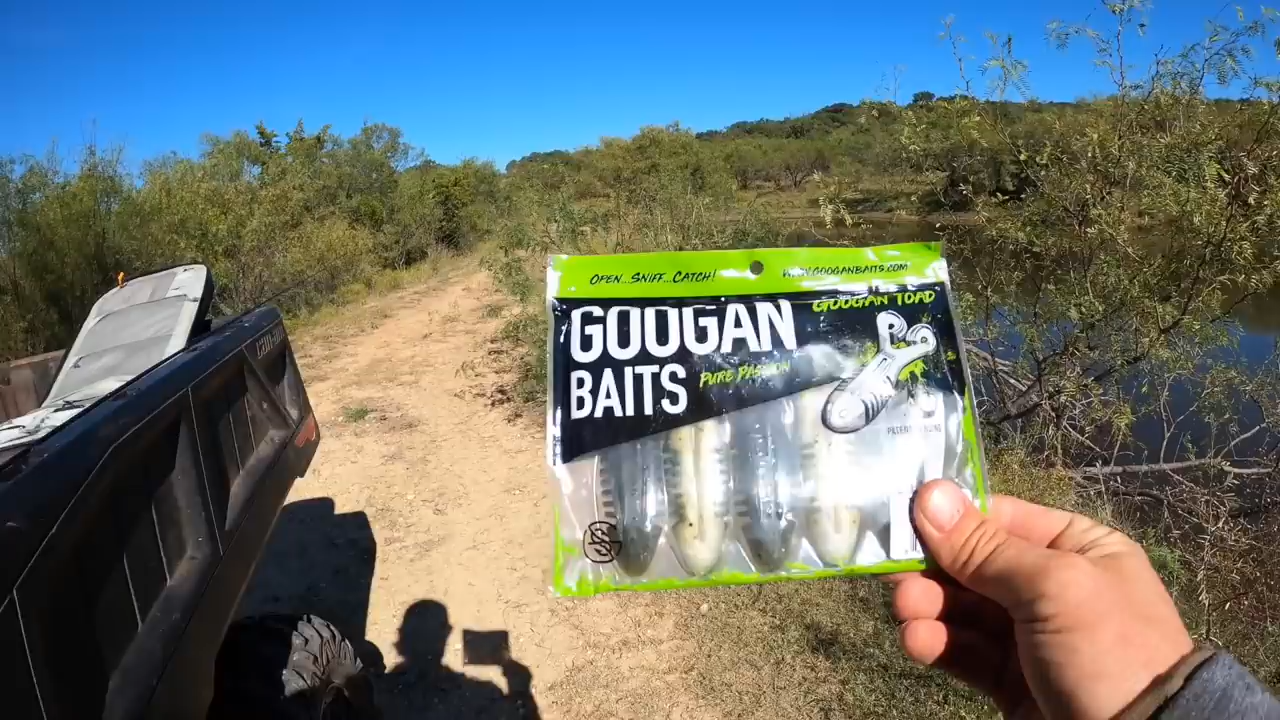 OPEN...SNIFF...CATCH!
WWW.GOOGANBAITS.COM
GOOGAN
BAITS
PURE PASSION
GOOGAN TOAD